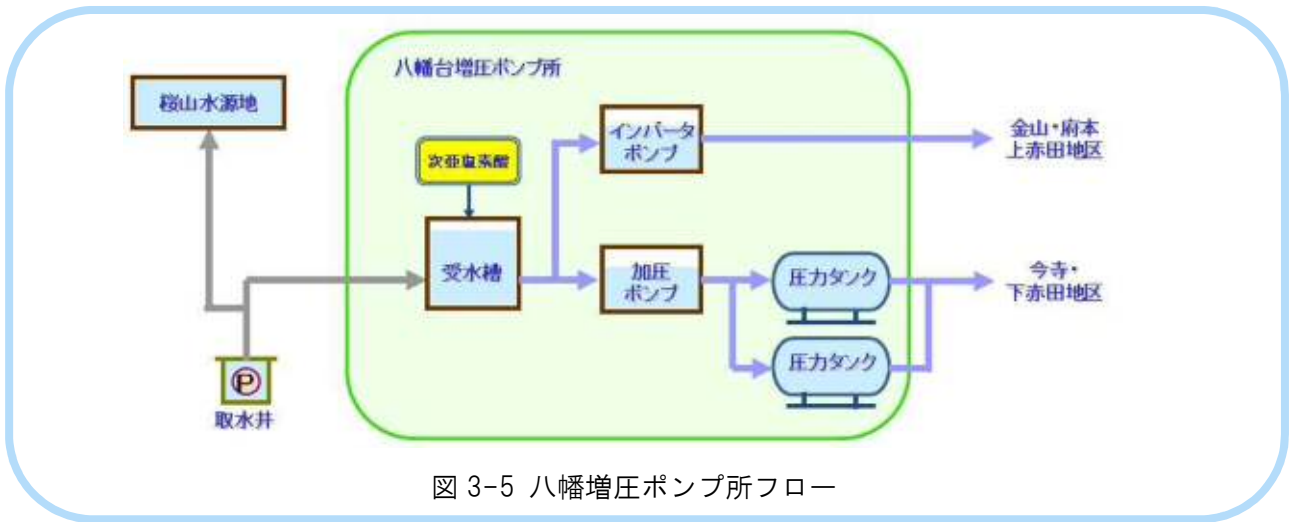 八幡台増圧ポンプ所
桜山水源地
次亜塩素酸
インバータ
ポンプ
金山・府本
上赤田地区
受水槽
加圧
ポンプ
圧力タンク
今寺・
下赤田地区
圧力タンク
P
取水井
図 3-5 八幡増圧ポンプ所フロー